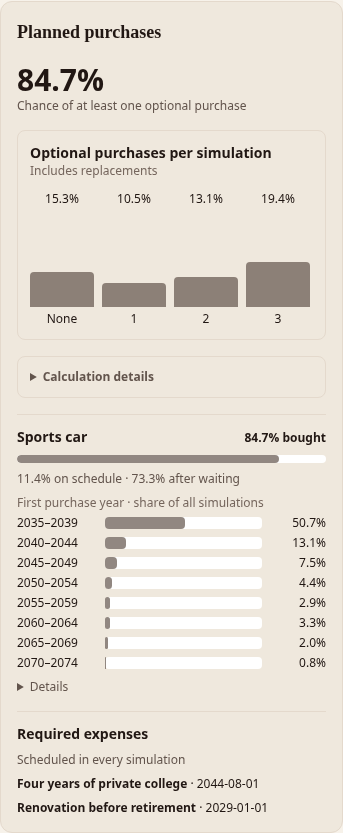 Planned purchases
84.7%
Chance of at least one optional purchase
Optional purchases per simulation
Includes replacements
15.3% 10.5% 13.1% 19.4%
None 1 2 3
▶ Calculation details
Sports car 84.7% bought
11.4% on schedule · 73.3% after waiting
First purchase year · share of all simulations
2035–2039 50.7%
2040–2044 13.1%
2045–2049 7.5%
2050–2054 4.4%
2055–2059 2.9%
2060–2064 3.3%
2065–2069 2.0%
2070–2074 0.8%
▶ Details
Required expenses
Scheduled in every simulation
Four years of private college · 2044-08-01
Renovation before retirement · 2029-01-01